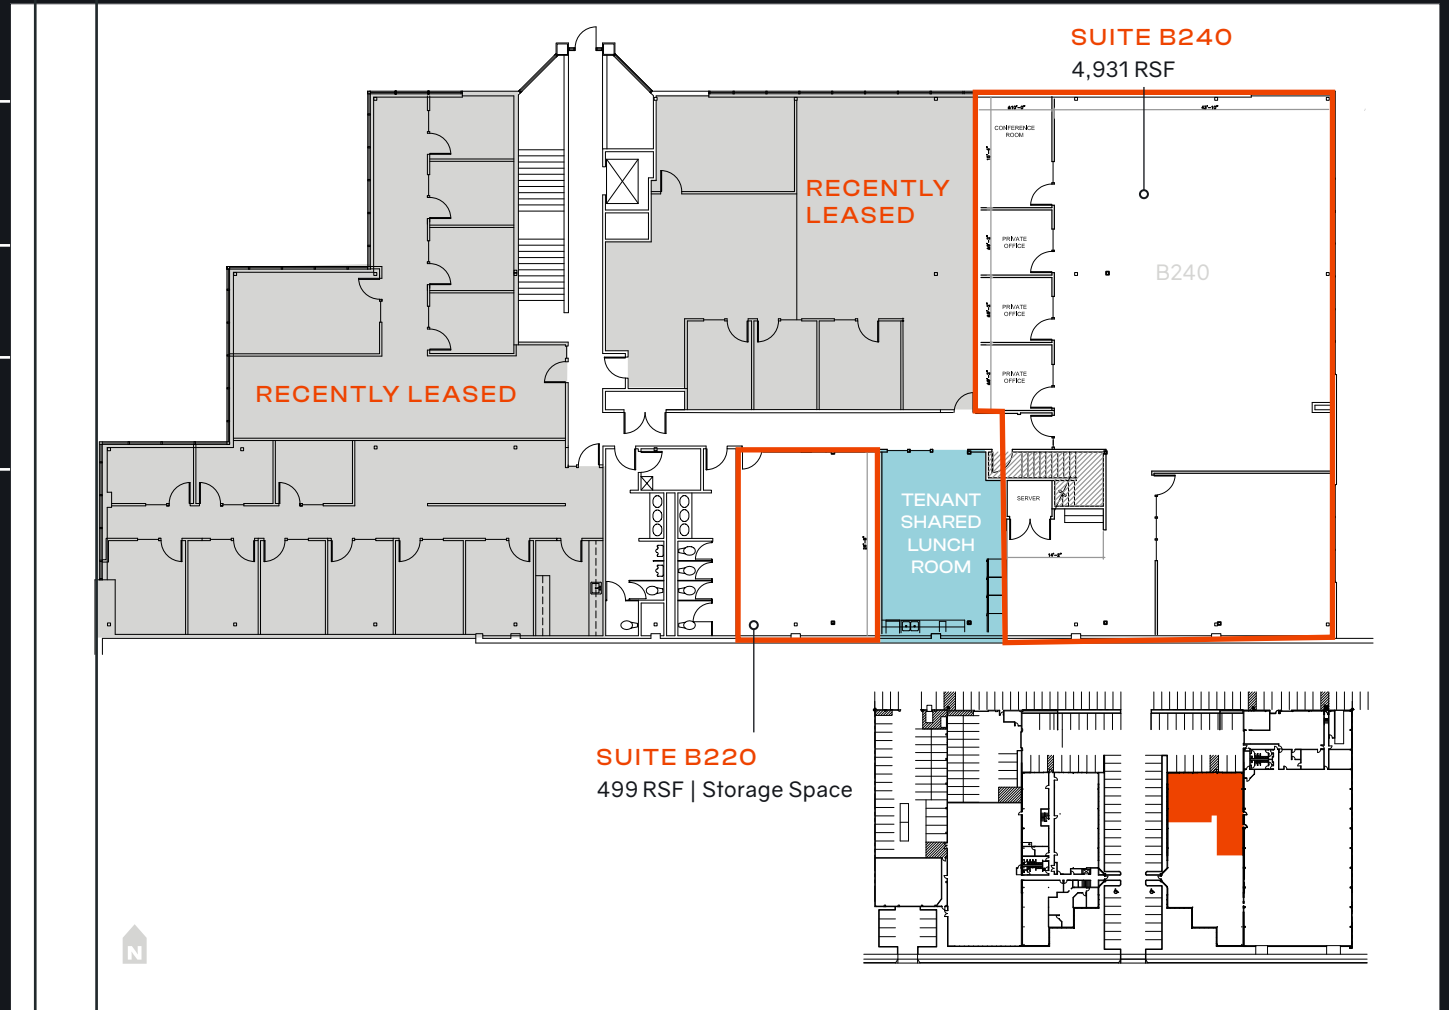 SUITE B240
4,931 RSF
CONFERENCE
ROOM
RECENTLY
LEASED
PRIVATE
OFFICE
B240
PRIVATE
OFFICE
PRIVATE
OFFICE
RECENTLY LEASED
TENANT
SHARED
LUNCH
ROOM
SERVER
SUITE B220
499 RSF | Storage Space
N